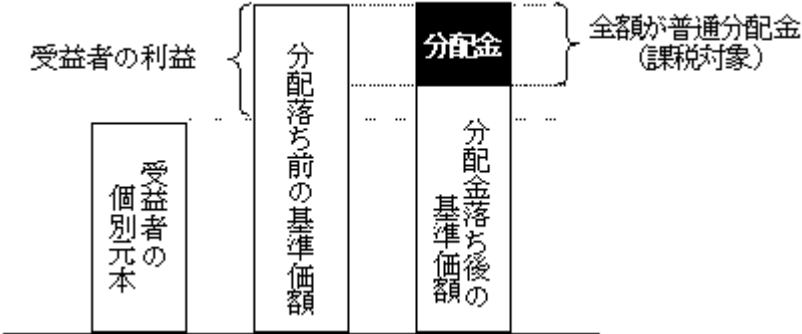 受益者の利益
分配落ち前の基準価額
分配金
全額が普通分配金
（課税対象）
受益者の
個別元本
分配金落ち後の
基準価額